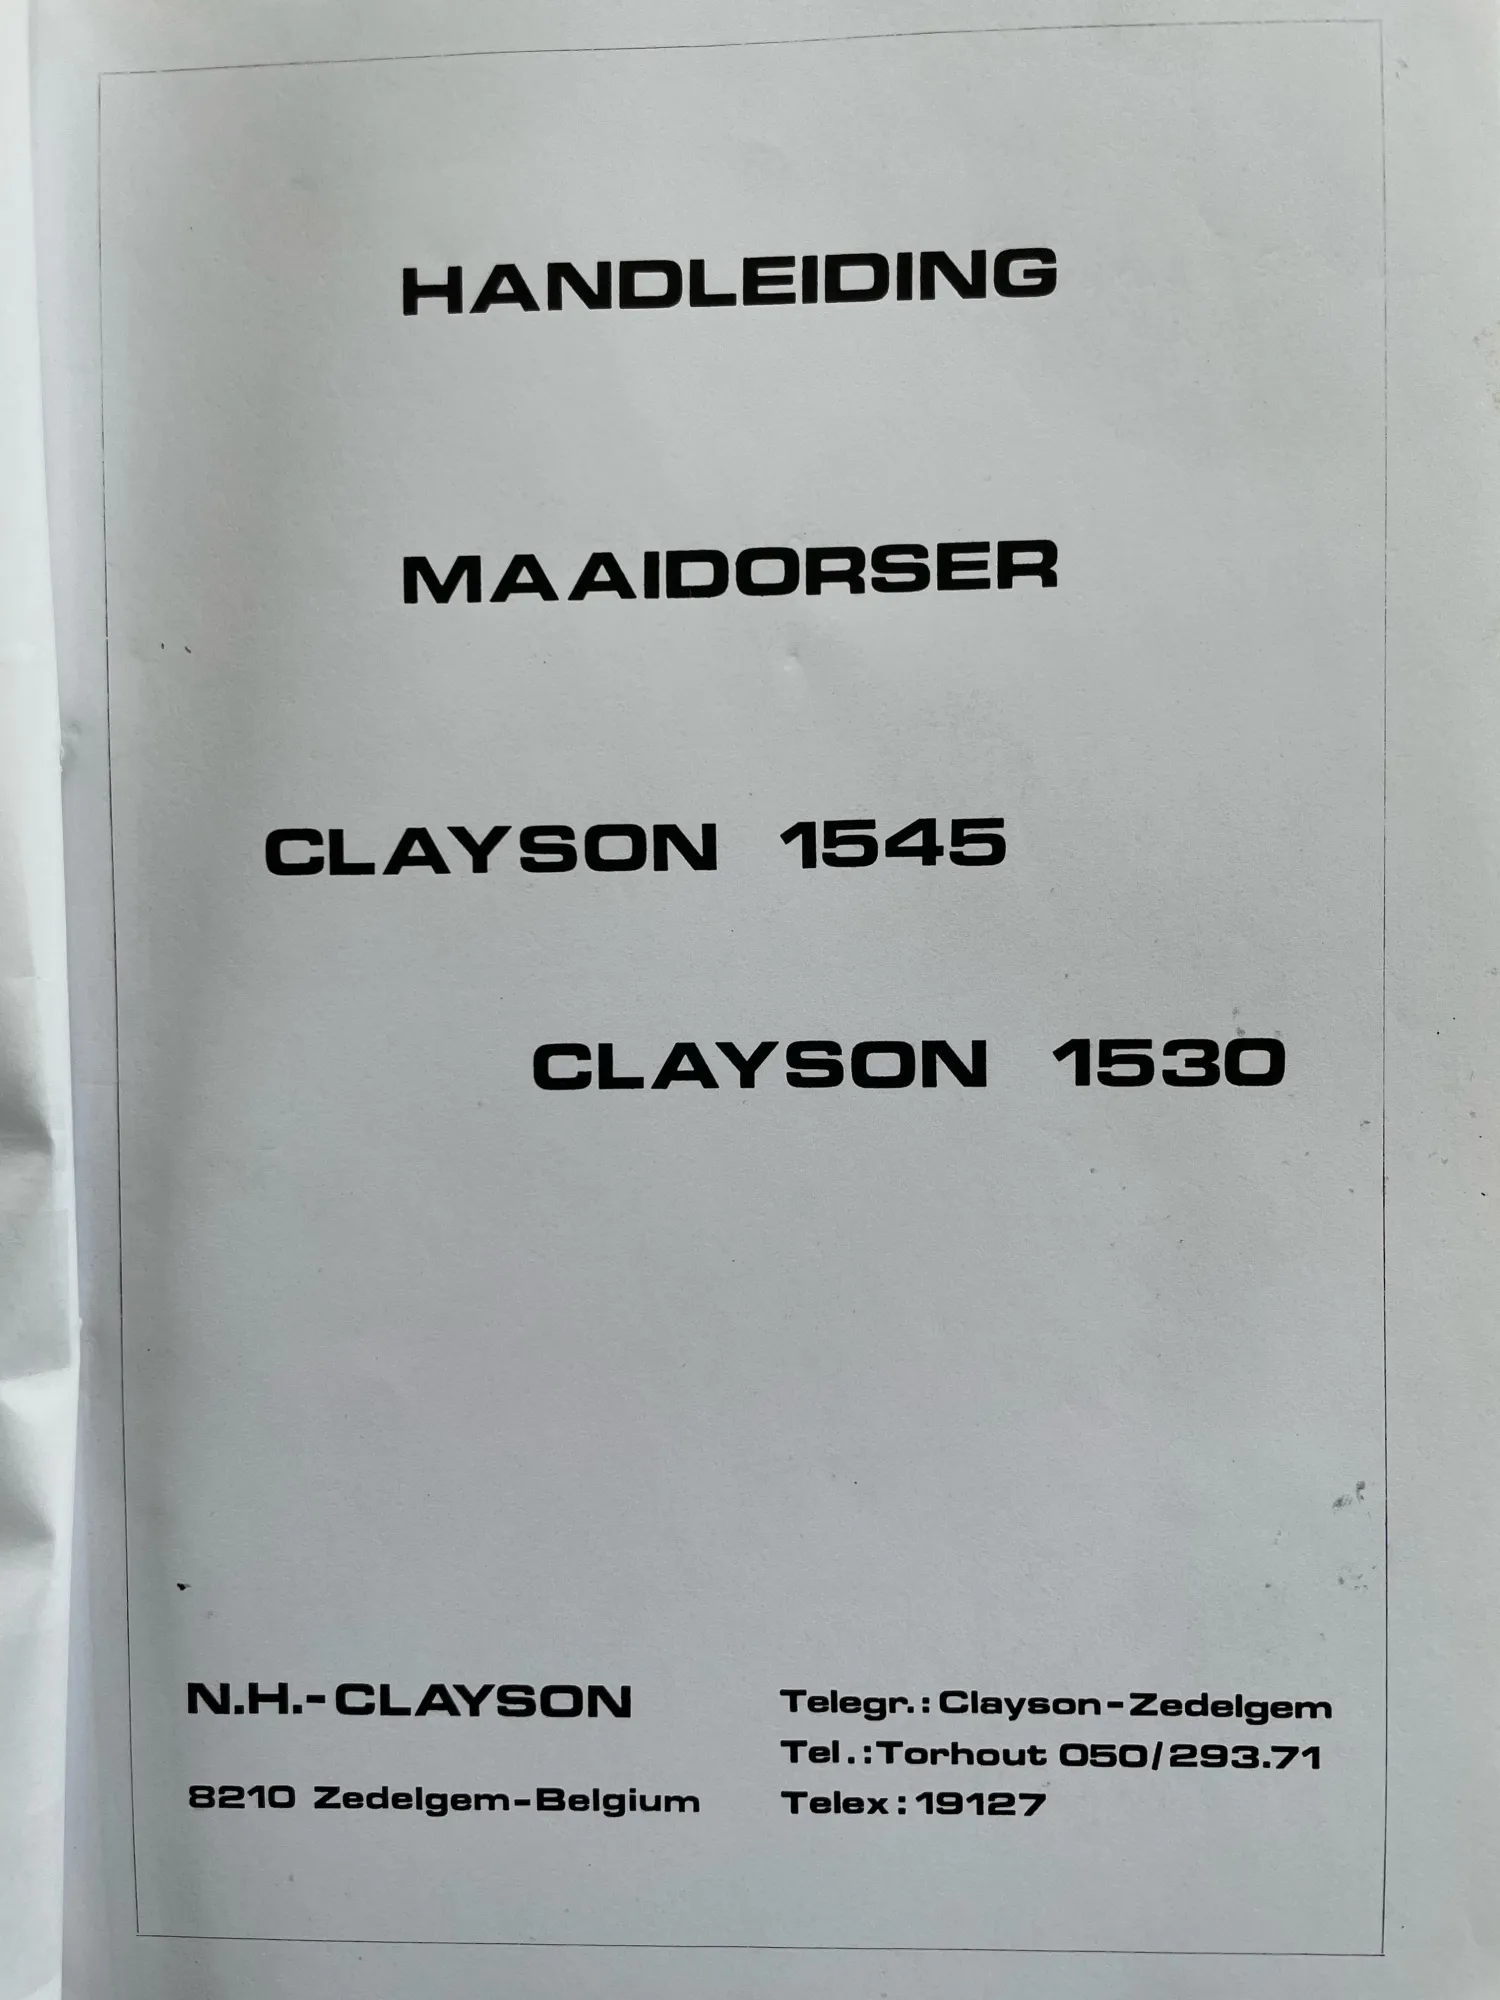 HANDLEIDING
MAAIDORSER
CLAYSON 1545
CLAYSON 1530
N.H.-CLAYSON
8210 Zedelgem-Belgium
Telegr.: Clayson-Zedelgem
Tel.:Torhout 050/293.71
Telex:19127